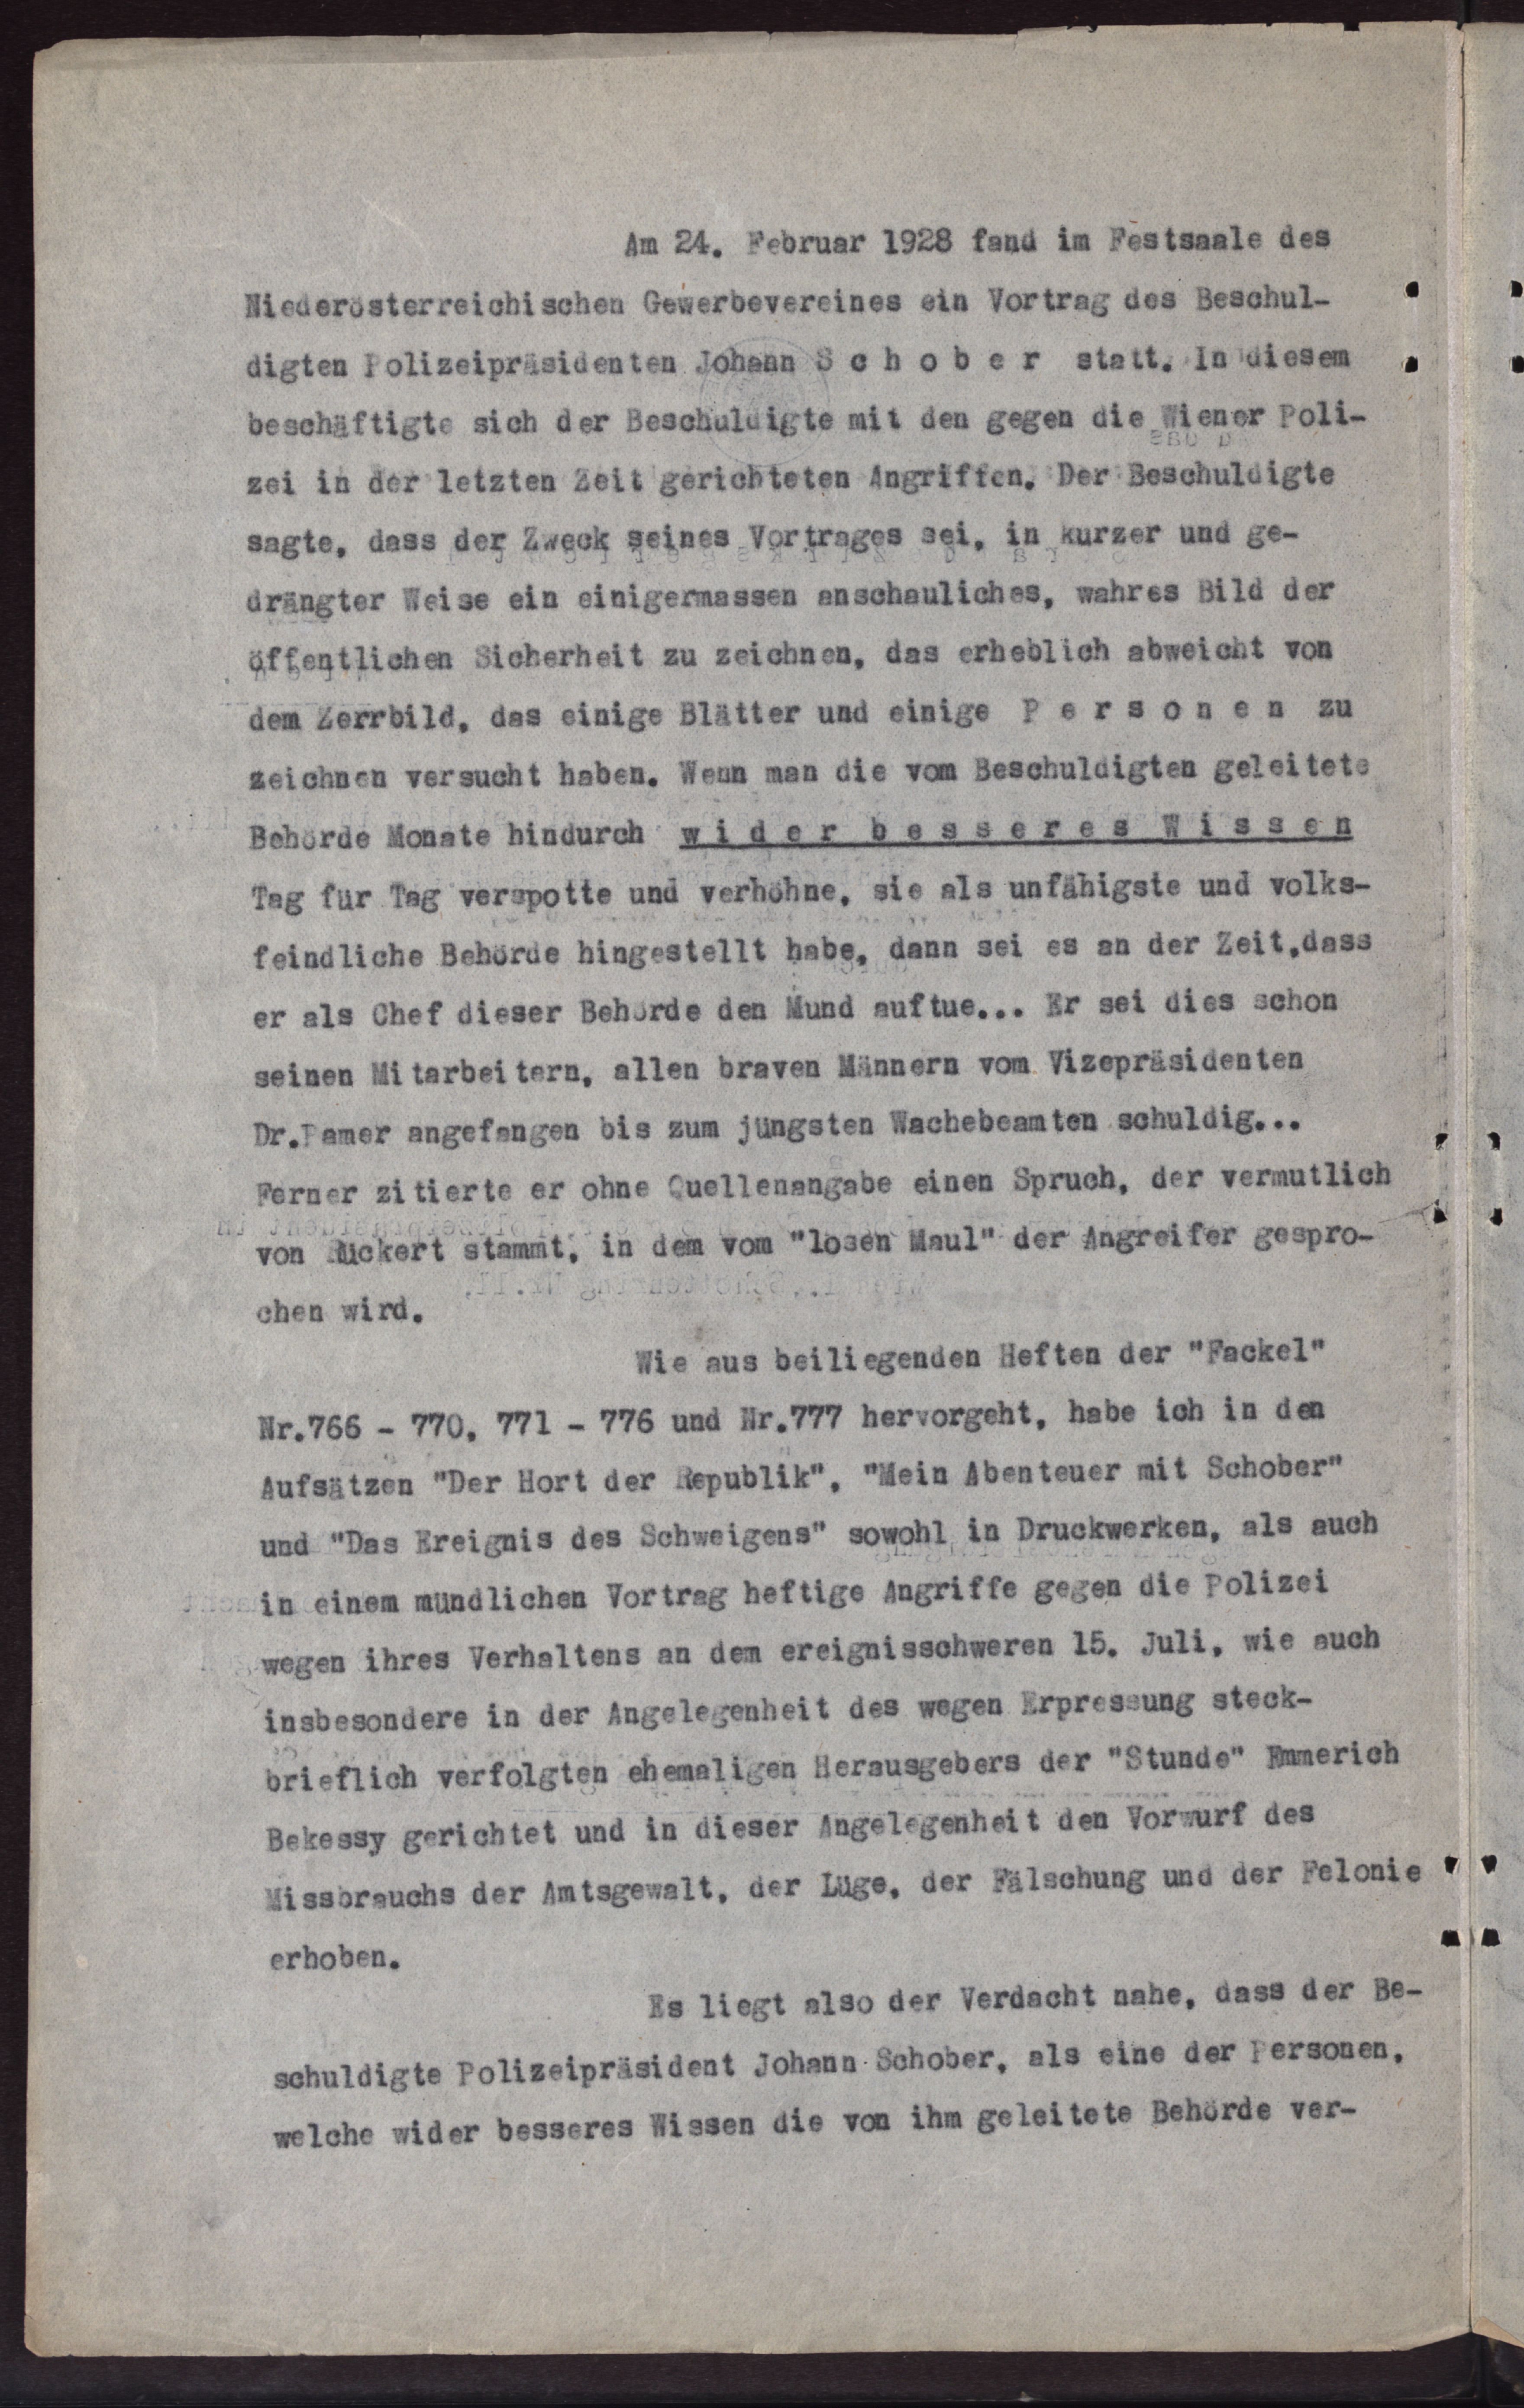 Am 24. Februar 1928 fand im Festsaale des
Niederösterreichischen Gewerbevereines ein Vortrag des Beschul-
digten Polizeipräsidenten Johann S c h o b e r statt. In diesem
beschäftigte sich der Beschuldigte mit den gegen die Wiener Poli-
zei in der letzten Zeit gerichteten Angriffen. Der Beschuldigte
sagte, dass der Zweck seines Vortrages sei, in kurzer und ge-
drängter Weise ein einigermassen anschauliches, wahres Bild der
öffentlichen Sicherheit zu zeichnen, das erheblich abweicht von
dem Zerrbild, das einige Blätter und einige P e r s o n e n zu
zeichnen versucht haben. Wenn man die vom Beschuldigten geleitete
Behörde Monate hindurch w i d e r b e s s e r e s W i s s e n
Tag für Tag verspotte und verhöhne, sie als unfähigste und volks-
feindliche Behörde hingestellt habe, dann sei es an der Zeit,dass
er als Chef dieser Behörde den Mund auftue... Er sei dies schon
seinen Mitarbeitern, allen braven Männern vom Vizepräsidenten
Dr.Pamer angefangen bis zum jüngsten Wachebeamten schuldig...
Ferner zitierte er ohne Quellenangabe einen Spruch, der vermutlich
von Rückert stammt, in dem vom "losen Maul" der Angreifer gespro-
chen wird.
Wie aus beiliegenden Heften der "Fackel"
Nr.766 - 770, 771 - 776 und Nr.777 hervorgeht, habe ich in den
Aufsätzen "Der Hort der Republik", "Mein Abenteuer mit Schober"
und "Das Ereignis des Schweigens" sowohl in Druckwerken, als auch
in einem mündlichen Vortrag heftige Angriffe gegen die Polizei
wegen ihres Verhaltens an dem ereignisschweren 15. Juli, wie auch
insbesondere in der Angelegenheit des wegen Erpressung steck-
brieflich verfolgten ehemaligen Herausgebers der "Stunde" Emmerich
Bekessy gerichtet und in dieser Angelegenheit den Vorwurf des
Missbrauchs der Amtsgewalt, der Lüge, der Fälschung und der Felonie
erhoben.
Es liegt also der Verdacht nahe, dass der Be-
schuldigte Polizeipräsident Johann Schober, als eine der Personen,
welche wider besseres Wissen die von ihm geleitete Behörde ver-